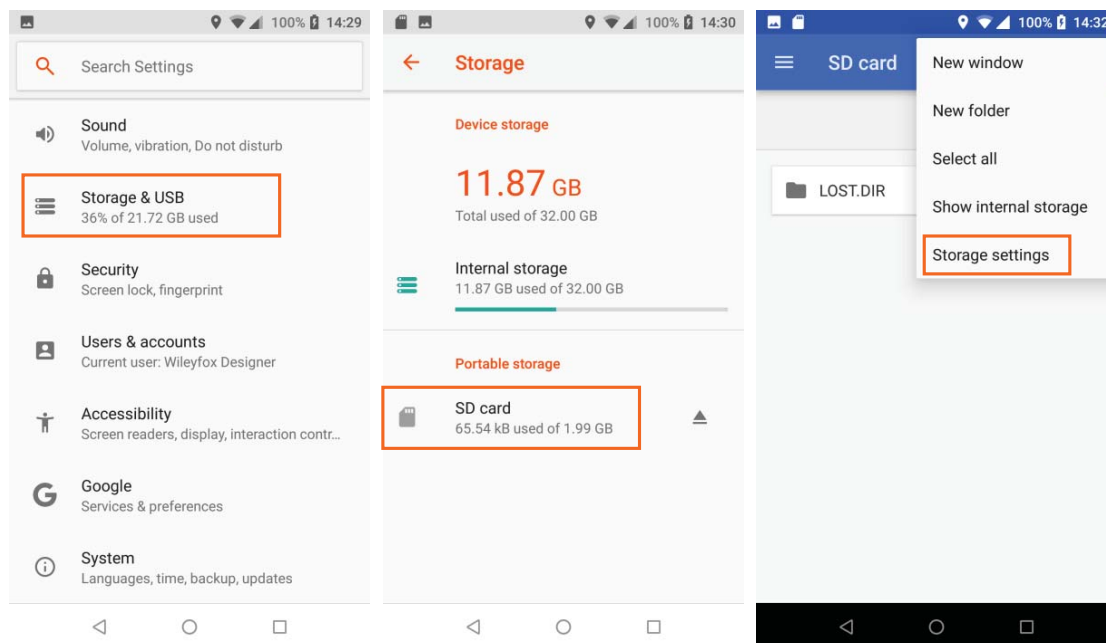 100% 14:29
Search Settings
Sound
Volume, vibration, Do not disturb
Storage & USB
36% of 21.72 GB used
Security
Screen lock, fingerprint
Users & accounts
Current user: Wileyfox Designer
Accessibility
Screen readers, display, interaction contr…
Google
Services & preferences
System
Languages, time, backup, updates
100% 14:30
Storage
Device storage
11.87 GB
Total used of 32.00 GB
Internal storage
11.87 GB used of 32.00 GB
Portable storage
SD card
65.54 kB used of 1.99 GB
100% 14:32
SD card
New window
New folder
Select all
LOST.DIR
Show internal storage
Storage settings